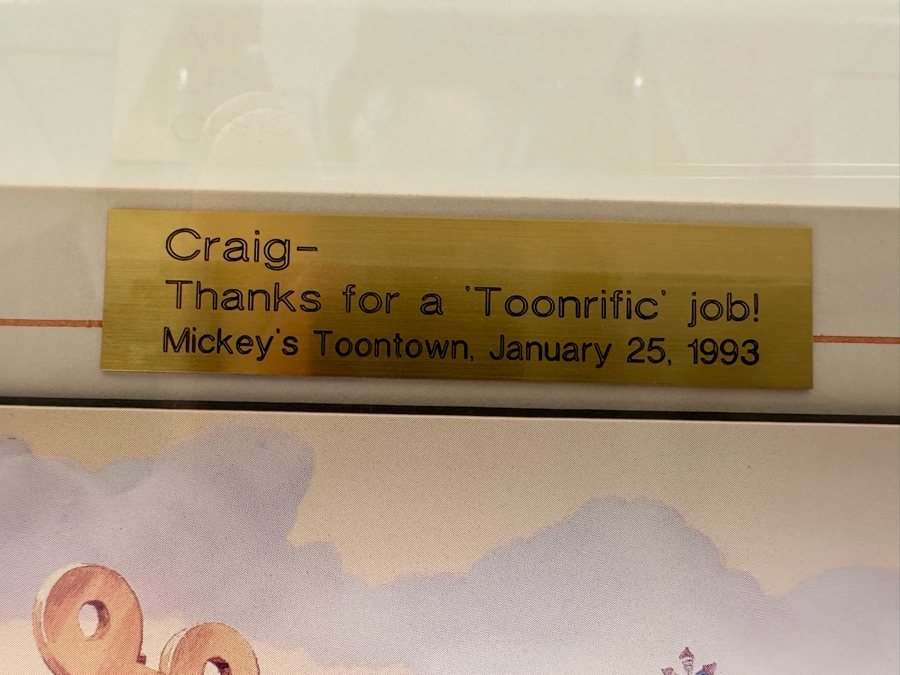 Craig-
Thanks for a 'Toonrific' job!
Mickey's Toontown, January 25, 1993